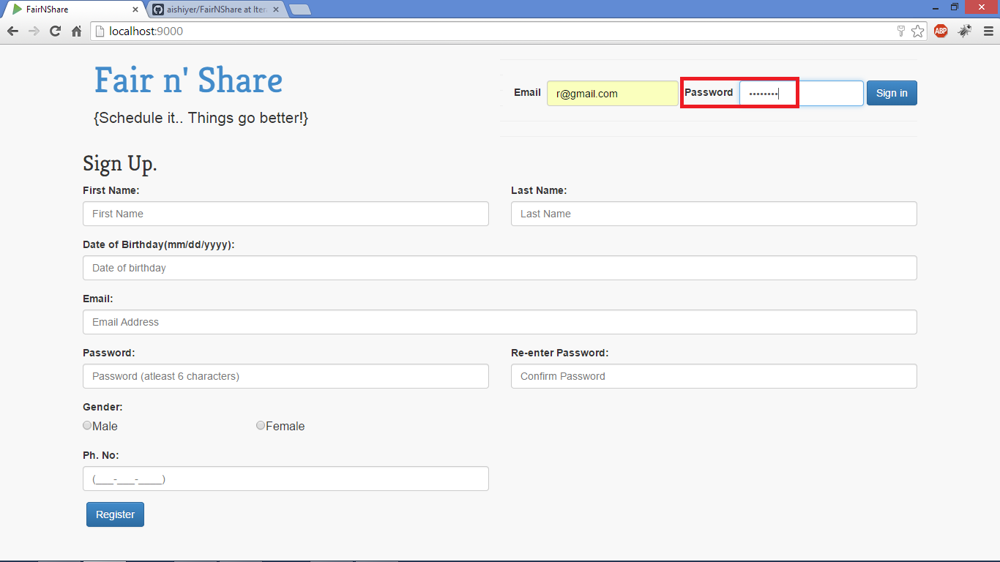 FairNShare
aishiyer/FairNShare at Iter
localhost:9000
ABP
Fair n' Share
{Schedule it.. Things go better!}
Email r@gmail.com Password •••••••• Sign in
Sign Up.
First Name: Last Name:
First Name Last Name
Date of Birthday(mm/dd/yyyy):
Date of birthday
Email:
Email Address
Password: Re-enter Password:
Password (atleast 6 characters) Confirm Password
Gender:
Male Female
Ph. No:
(___-___-____)
Register